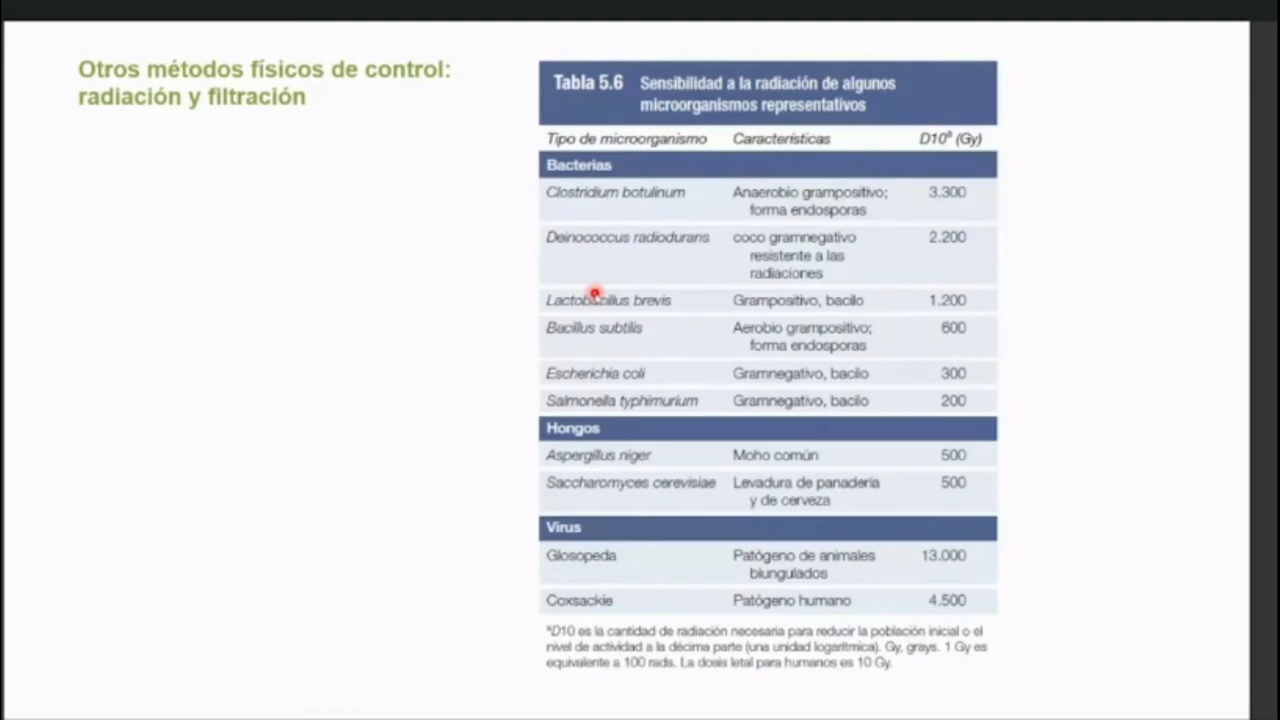 Otros métodos físicos de control:
radiación y filtración
Tabla 5.6 Sensibilidad a la radiación de algunos
microorganismos representativos
Tipo de microorganismo Características D10ª (Gy)
Bacterias
Clostridium botulinum Anaerobio grampositivo; 3.300
forma endosporas
Deinococcus radiodurans coco gramnegativo 2.200
resistente a las
radiaciones
Lactobacillus brevis Grampositivo, bacilo 1.200
Bacillus subtilis Aerobio grampositivo; 600
forma endosporas
Escherichia coli Gramnegativo, bacilo 300
Salmonella typhimurium Gramnegativo, bacilo 200
Hongos
Aspergillus niger Moho común 500
Saccharomyces cerevisiae Levadura de panadería 500
y de cerveza
Virus
Glosopeda Patógeno de animales 13.000
biungulados
Coxsackie Patógeno humano 4.500
ªD10 es la cantidad de radiación necesaria para reducir la población inicial o el
nivel de actividad a la décima parte (una unidad logarítmica). Gy, grays. 1 Gy es
equivalente a 100 rads. La dosis letal para humanos es 10 Gy.